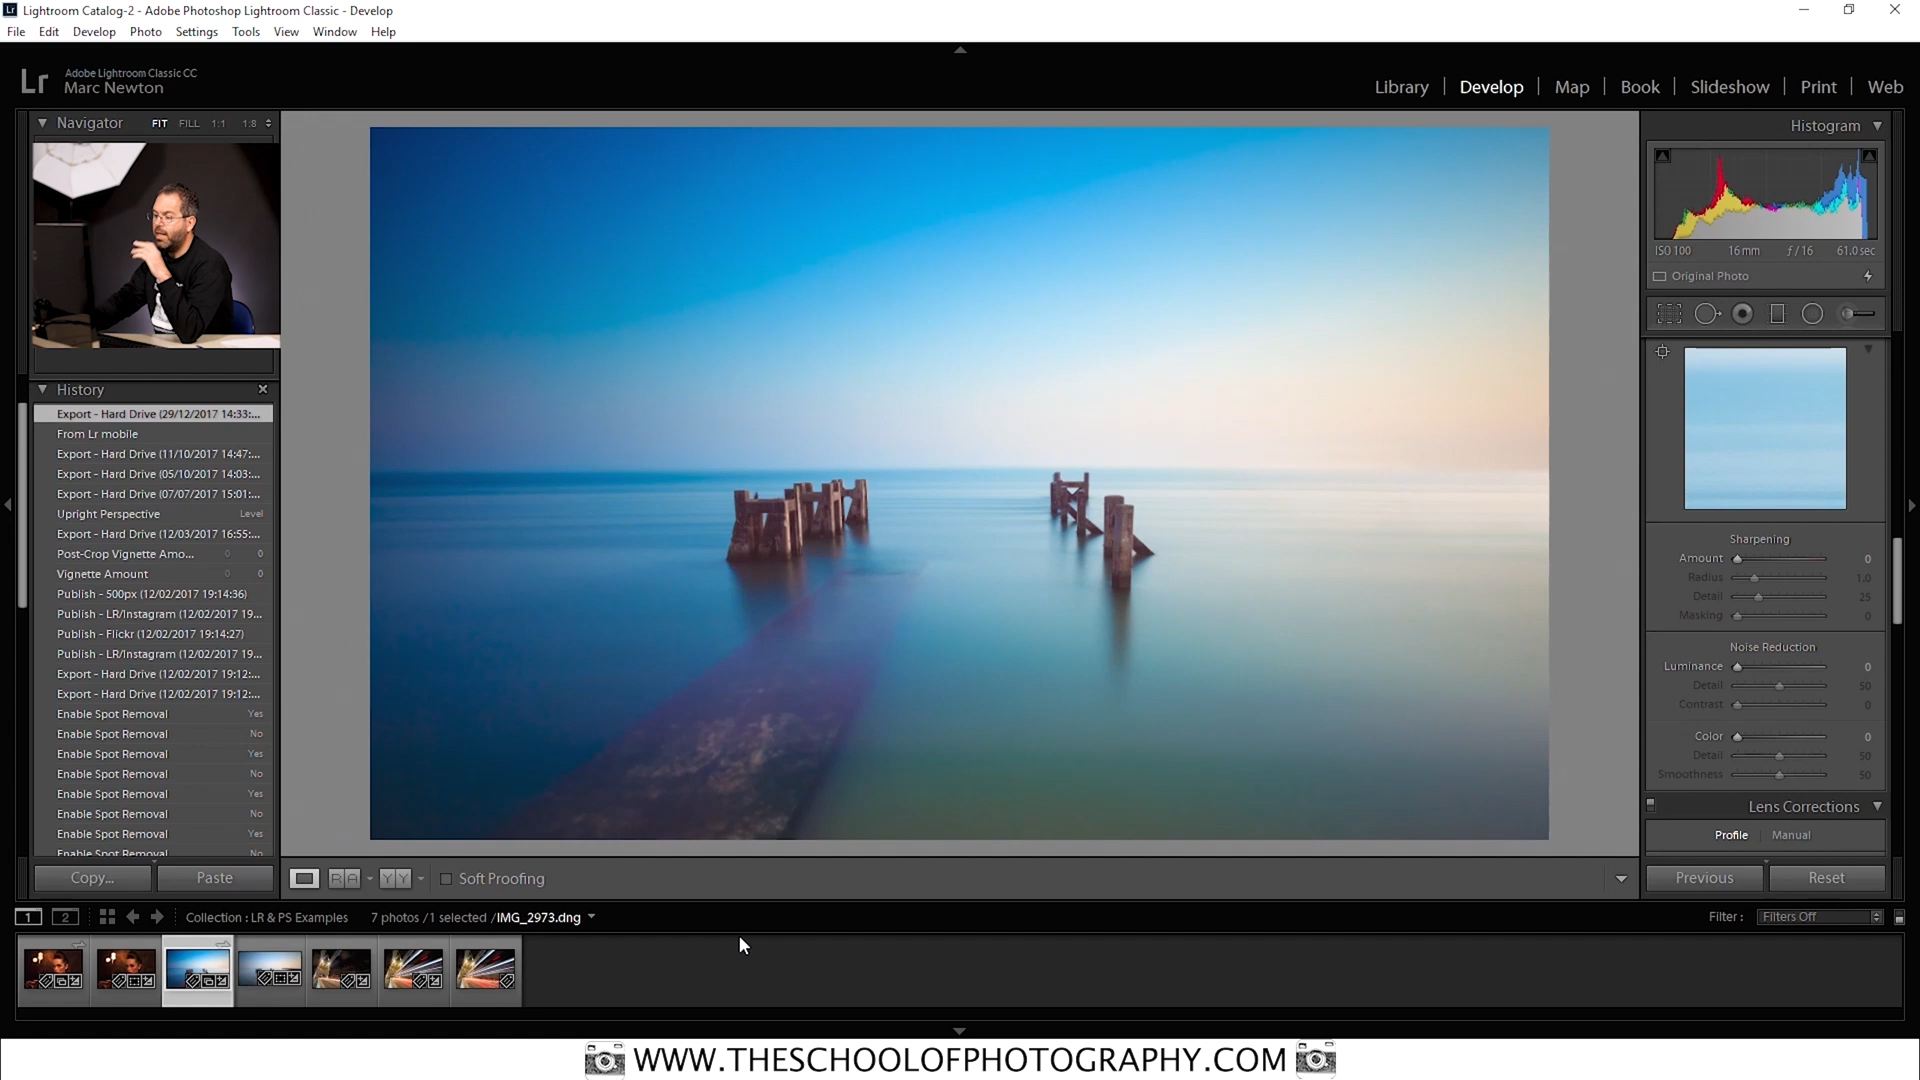 Lr Lightroom Catalog-2 - Adobe Photoshop Lightroom Classic - Develop
File Edit Develop Photo Settings Tools View Window Help
Lr Adobe Lightroom Classic CC
Marc Newton
Library | Develop | Map | Book | Slideshow | Print | Web
Navigator FIT FILL 1:1 1:8
History
Export - Hard Drive (29/12/2017 14:33:...
From Lr mobile
Export - Hard Drive (11/10/2017 14:47:...
Export - Hard Drive (05/10/2017 14:03:...
Export - Hard Drive (07/07/2017 15:01:...
Upright Perspective Level
Export - Hard Drive (12/03/2017 16:55:...
Post-Crop Vignette Amo... 0 0
Vignette Amount 0 0
Publish - 500px (12/02/2017 19:14:36)
Publish - LR/Instagram (12/02/2017 19...
Publish - Flickr (12/02/2017 19:14:27)
Publish - LR/Instagram (12/02/2017 19...
Export - Hard Drive (12/02/2017 19:12:...
Export - Hard Drive (12/02/2017 19:12:...
Enable Spot Removal Yes
Enable Spot Removal No
Enable Spot Removal Yes
Enable Spot Removal No
Enable Spot Removal Yes
Enable Spot Removal No
Enable Spot Removal Yes
Enable Spot Removal No
Copy... Paste
Histogram
ISO 100 16 mm ƒ / 16 61.0 sec
Original Photo
Sharpening
Amount 0
Radius 1.0
Detail 25
Masking 0
Noise Reduction
Luminance 0
Detail 50
Contrast 0
Color 0
Detail 50
Smoothness 50
Lens Corrections
Profile Manual
Previous Reset
R A Y Y Soft Proofing
1 2 Collection : LR & PS Examples 7 photos / 1 selected / IMG_2973.dng
Filter : Filters Off
WWW.THESCHOOLOFPHOTOGRAPHY.COM